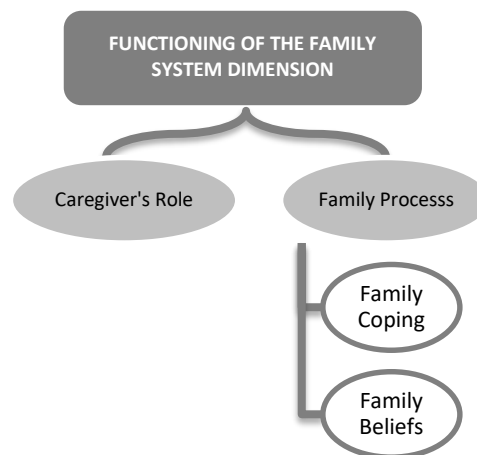 FUNCTIONING OF THE FAMILY
SYSTEM DIMENSION
Caregiver's Role
Family Processs
Family
Coping
Family
Beliefs